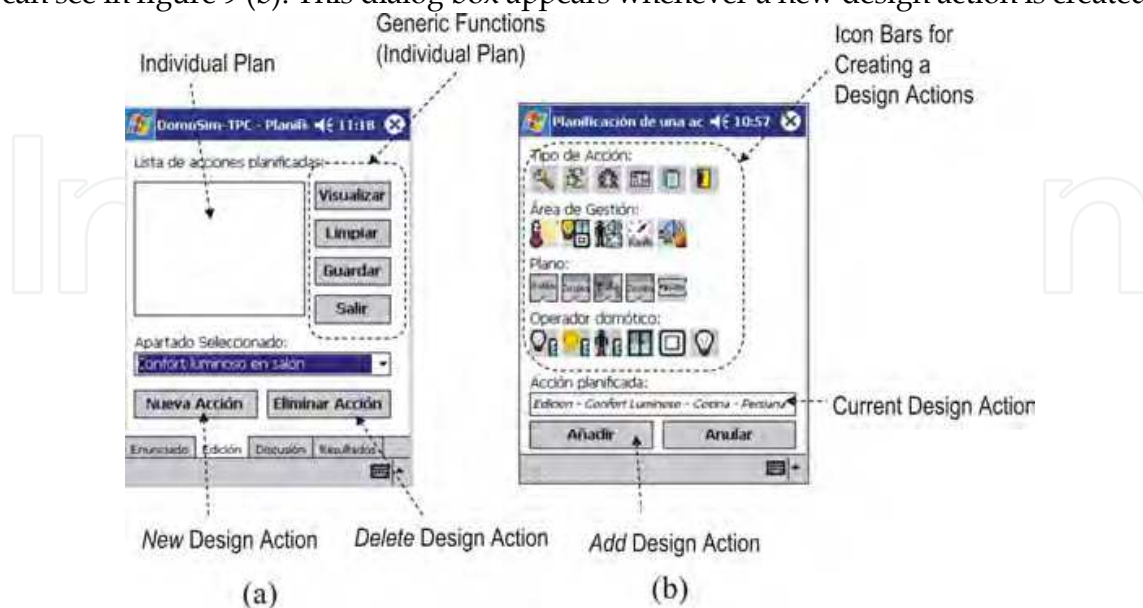 can see in figure 9 (b). This dialog box appears whenever a new design action is created
Generic Functions
(Individual Plan)
Individual Plan
Icon Bars for
Creating a
Design Actions
DomuSim-TPC - Planifi 11:18
Lista de acciones planificadas:
Visualizar
Limpiar
Guardar
Salir
Apartado Seleccionado:
Confort luminoso en salón
Nueva Acción Eliminar Acción
Enunciado Edición Discusión Resultados
Planificación de una ac 10:57
Tipo de Acción:
Área de Gestión:
Plano:
Operador domótico:
Acción planificada:
Edicion - Confort Luminoso - Cocina - Persiana
Añadir Anular
Current Design Action
New Design Action
Delete Design Action
Add Design Action
(a)
(b)